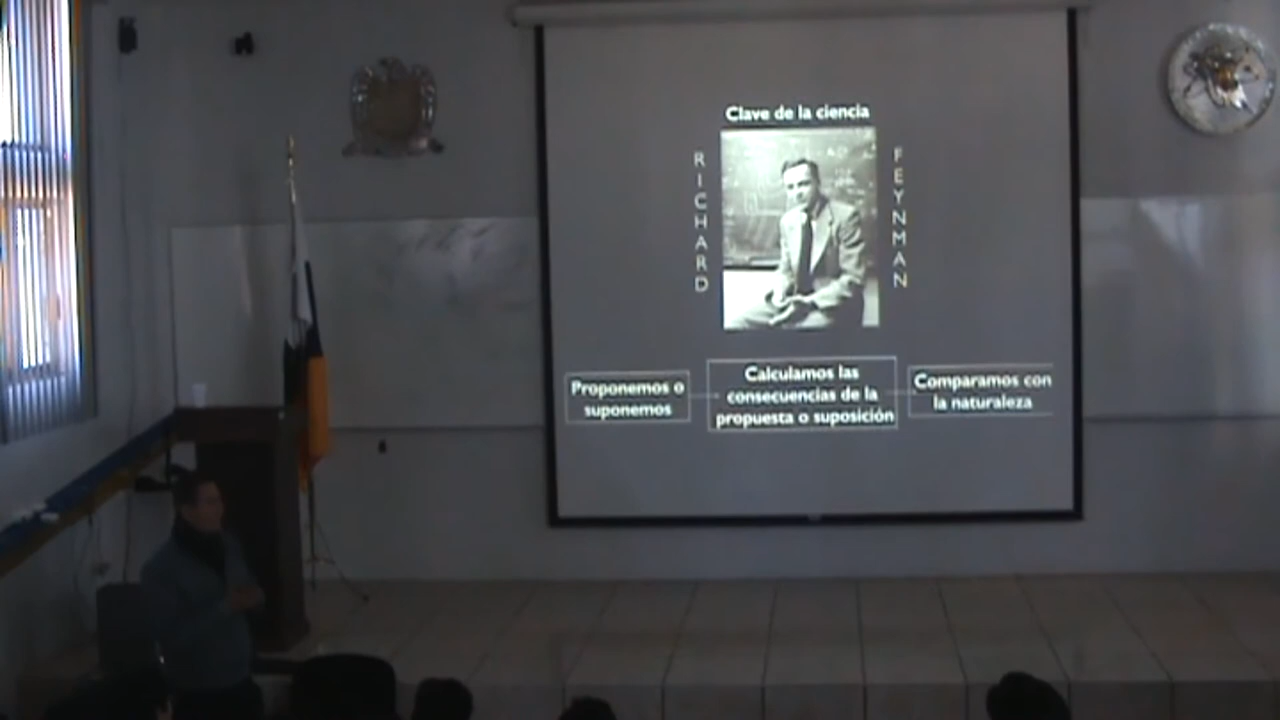 Clave de la ciencia
RICHARD
FEYNMAN
Proponemos o
suponemos
Calculamos las
consecuencias de la
propuesta o suposición
Comparamos con
la naturaleza